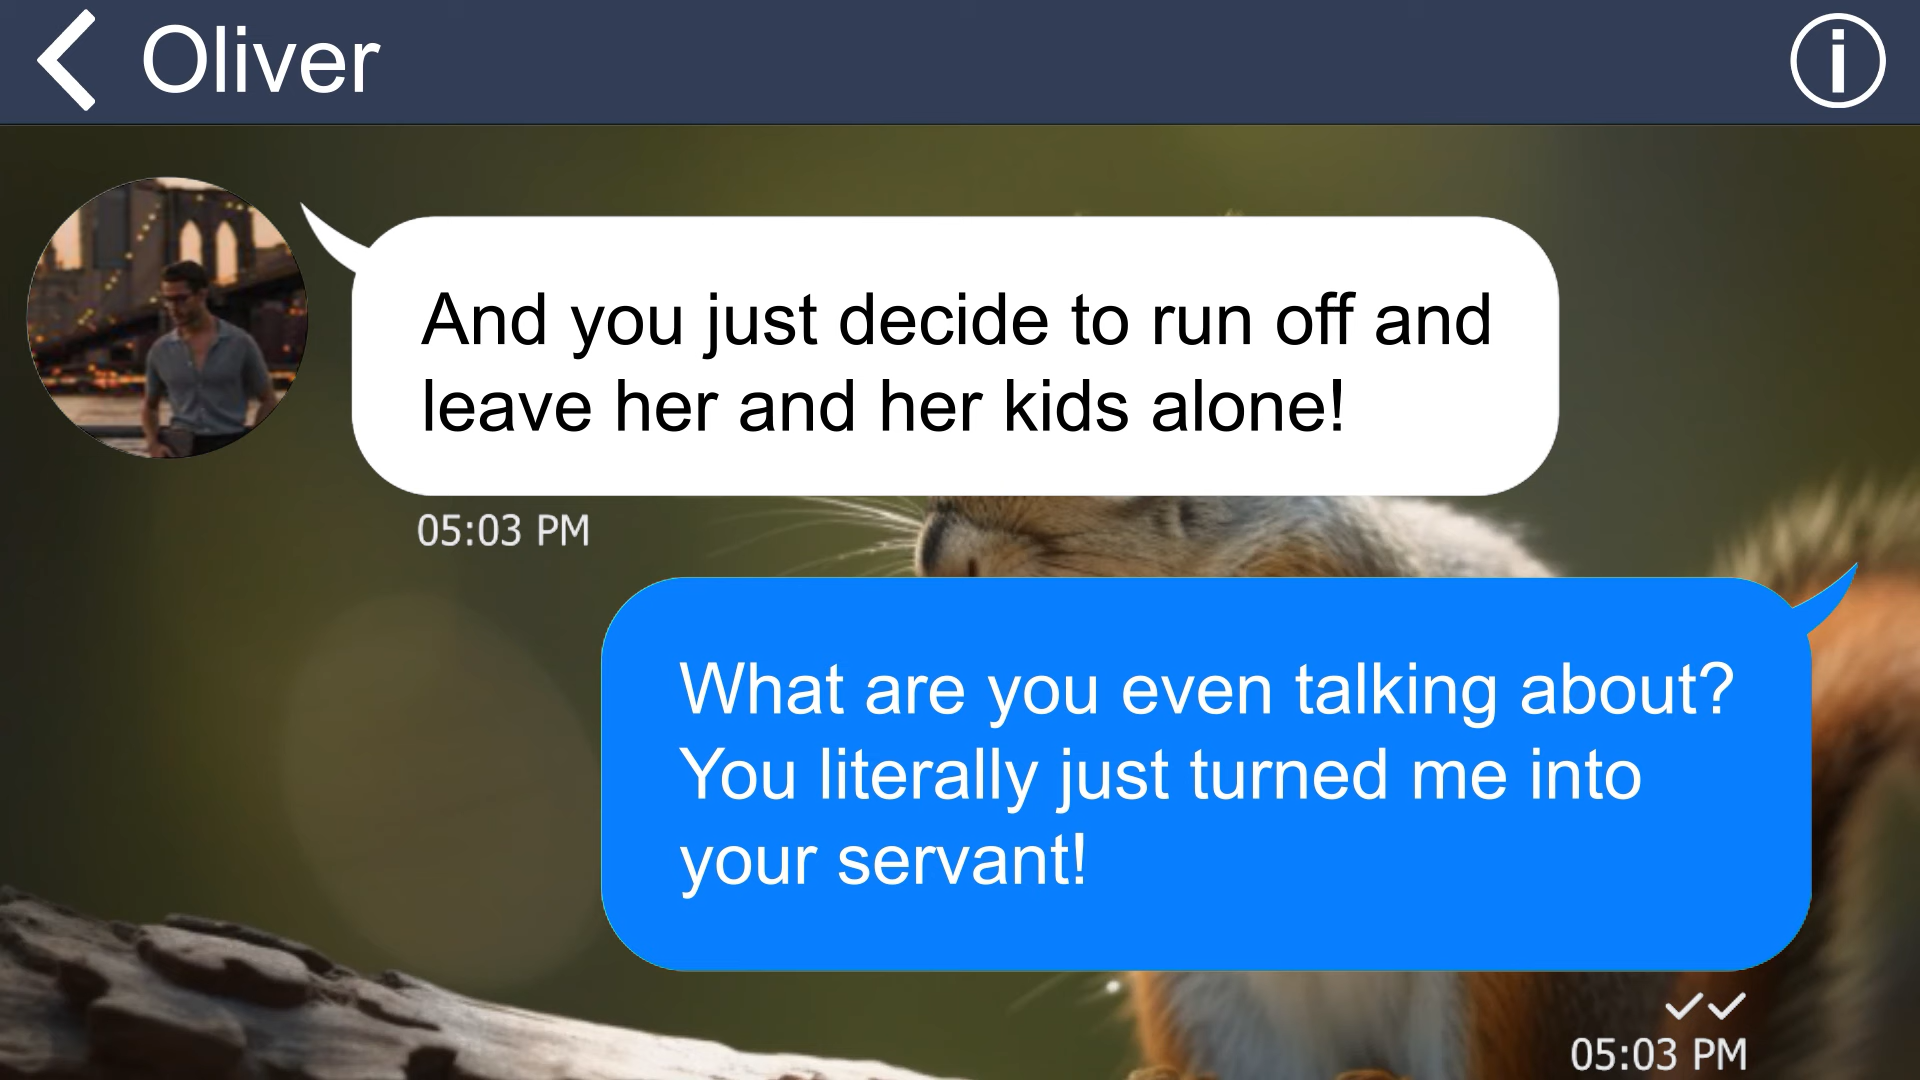 Oliver
And you just decide to run off and
leave her and her kids alone!
05:03 PM
What are you even talking about?
You literally just turned me into
your servant!
05:03 PM